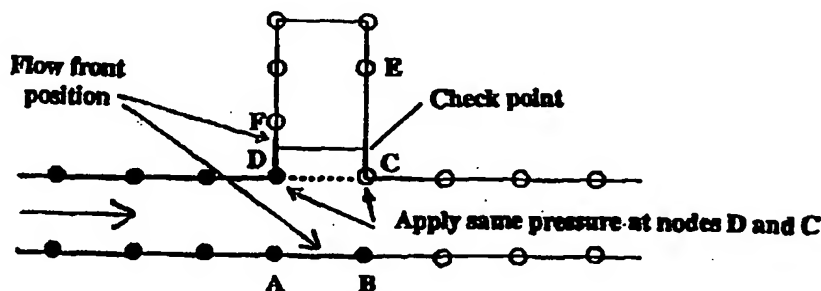 Flow front
position
E
F
Check point
D
C
Apply same pressure at nodes D and C
A
B